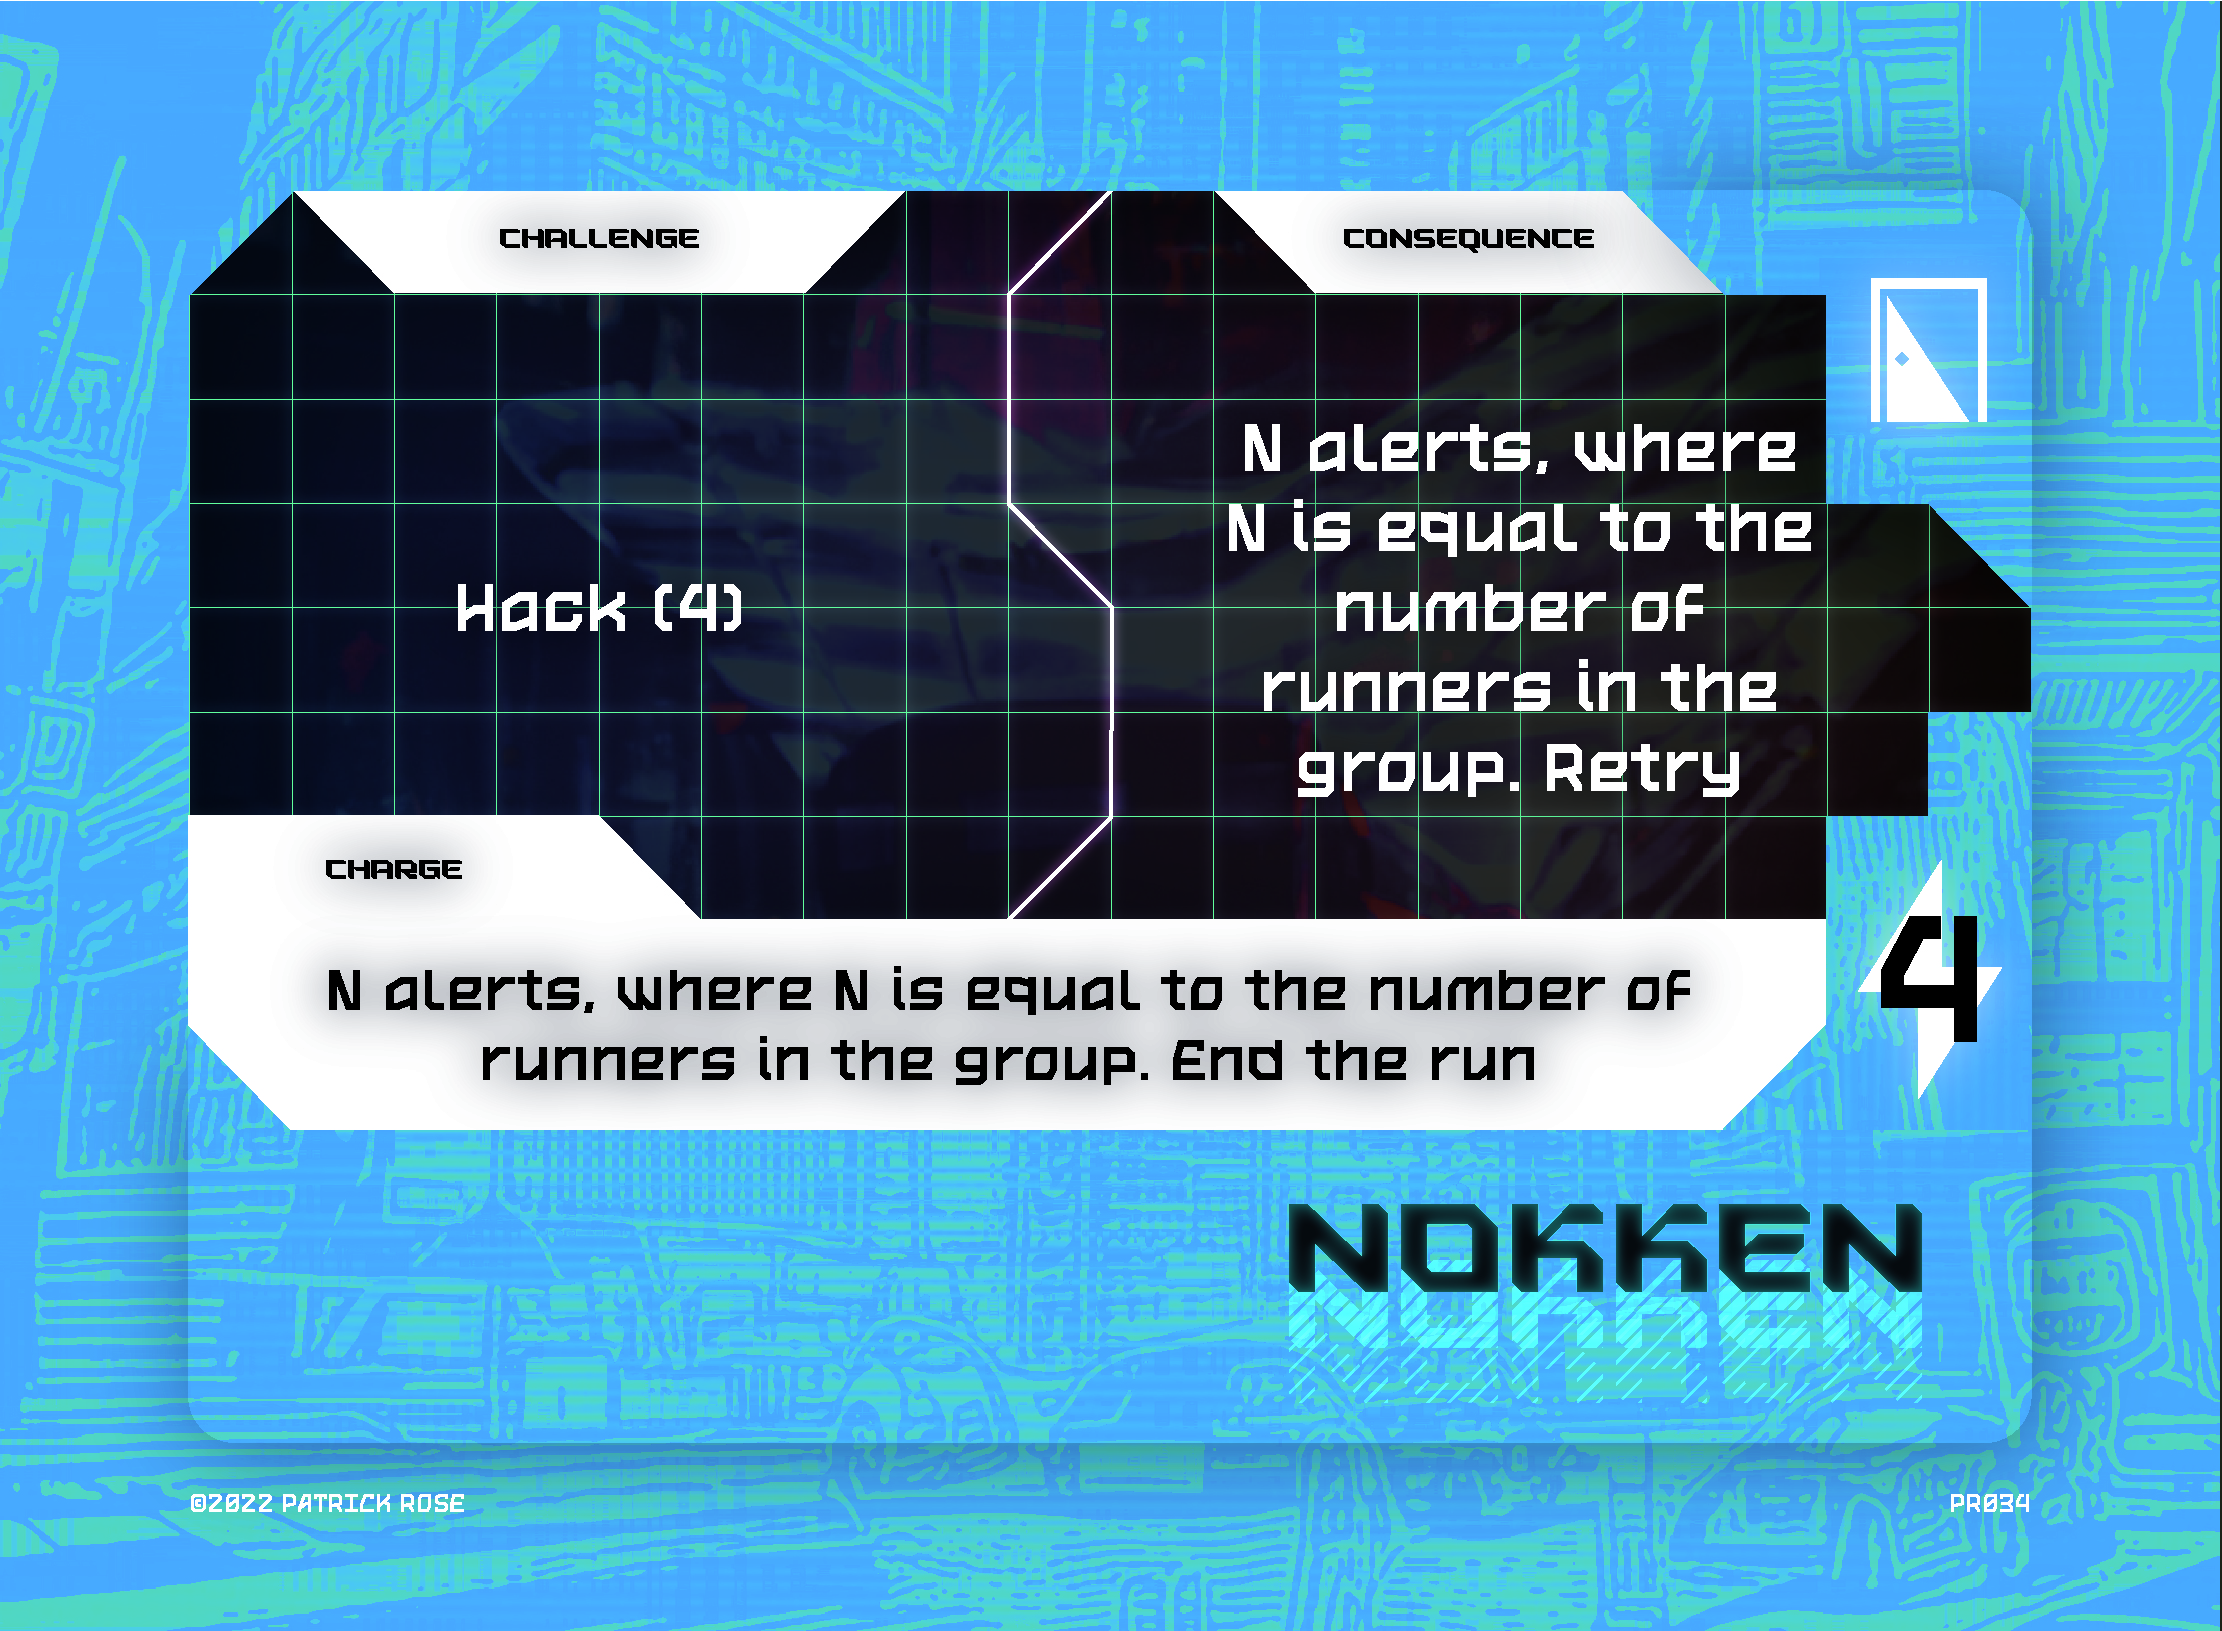 CHALLENGE
CONSEQUENCE
Hack (4)
N alerts, where
N is equal to the
number of
runners in the
group. Retry
CHARGE
N alerts, where N is equal to the number of
runners in the group. End the run
4
NOKKEN
©2022 PATRICK ROSE
PR034